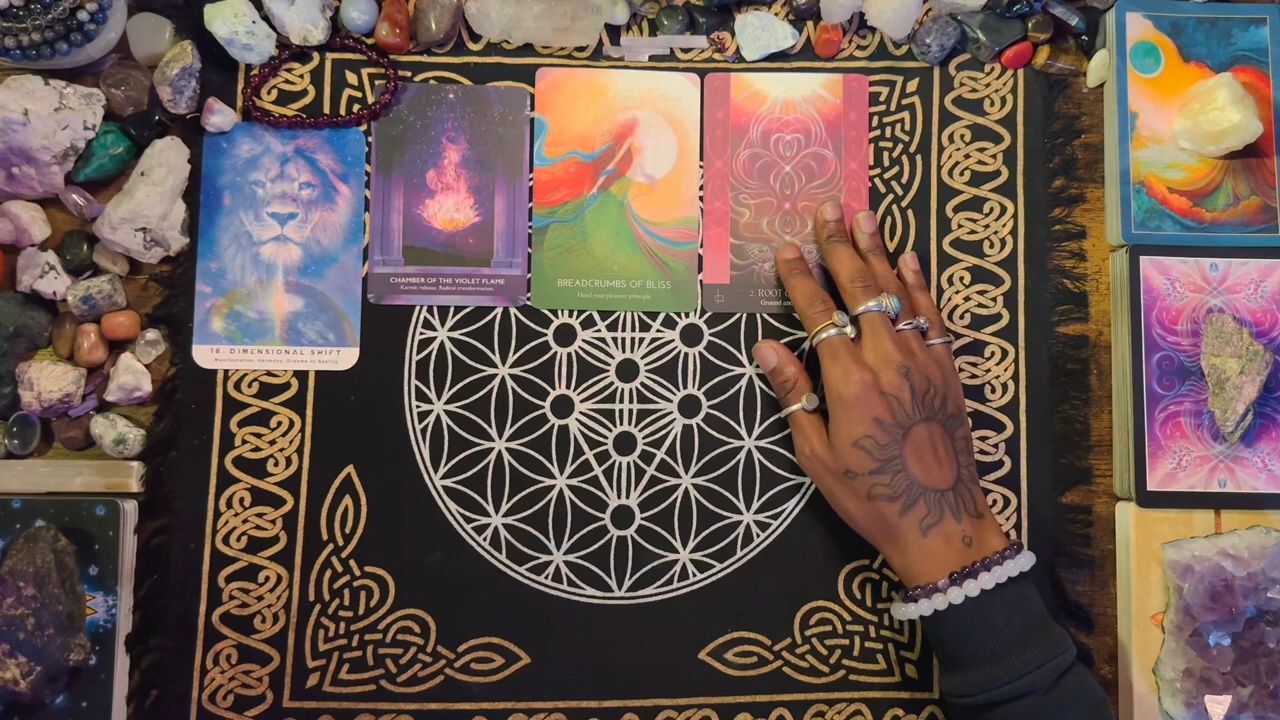 18. DIMENSIONAL SHIFT
Manifestation, Harmony, Dreams to Reality
CHAMBER OF THE VIOLET FLAME
Karmic release. Radical transformation.
BREADCRUMBS OF BLISS
Heed your pleasure principle
2. ROOT
Ground and